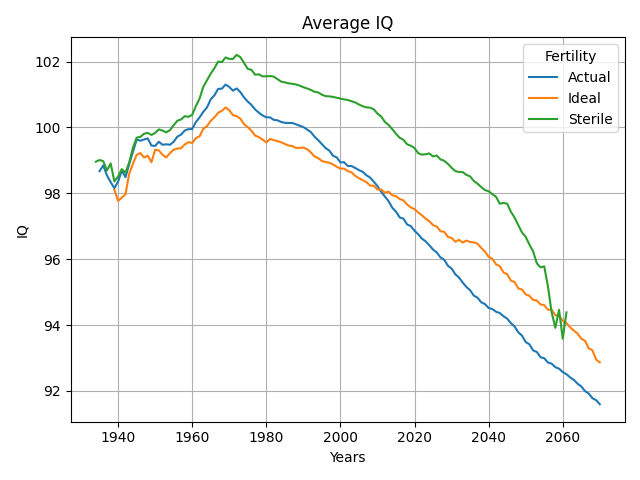 Average IQ
Fertility
Actual
Ideal
Sterile
IQ
102
100
98
96
94
92
1940 1960 1980 2000 2020 2040 2060
Years